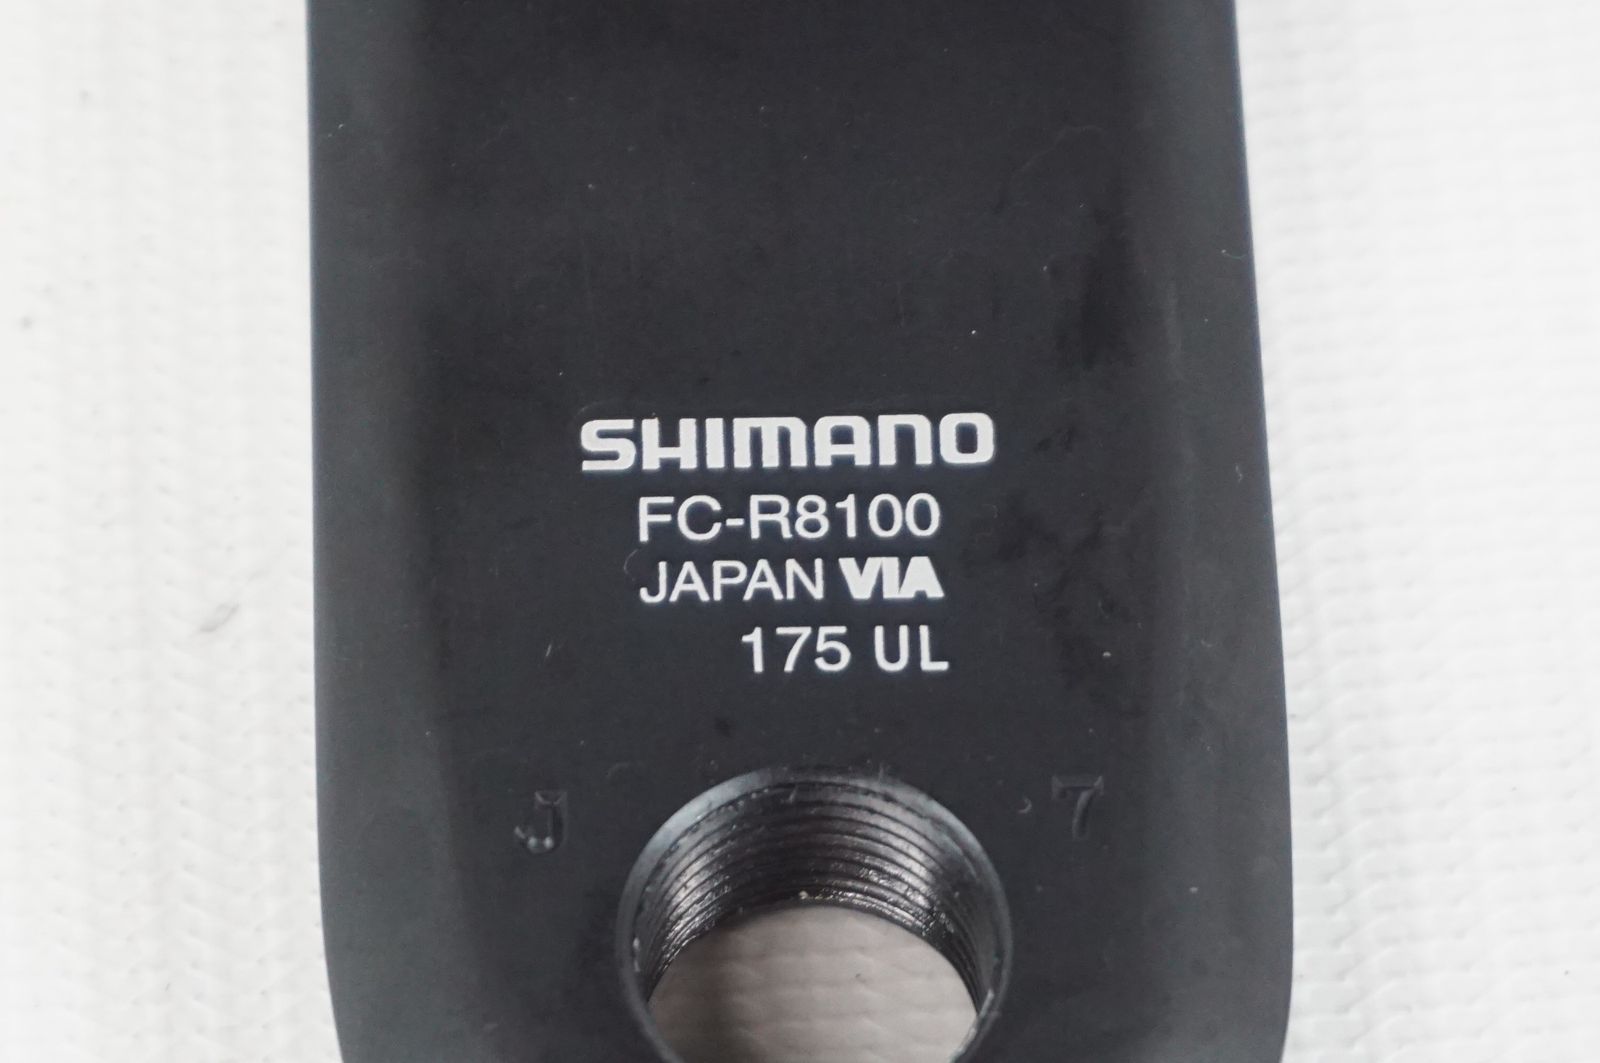 SHIMANO
FC-R8100
JAPAN VIA
175 UL
J 7